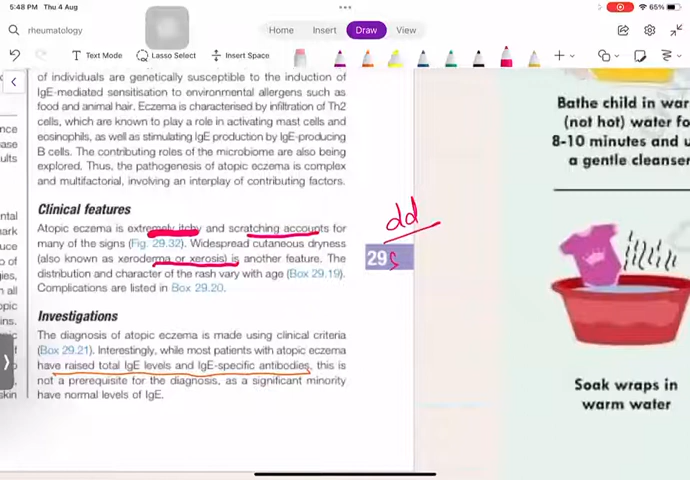 5:48 PM Thu 4 Aug
65%
rheumatology
Home Insert Draw View
Text Mode Lasso Select Insert Space
of individuals are genetically susceptible to the induction of
IgE-mediated sensitisation to environmental allergens such as
food and animal hair. Eczema is characterised by infiltration of Th2
cells, which are known to play a role in activating mast cells and
eosinophils, as well as stimulating IgE production by IgE-producing
B cells. The contributing roles of the microbiome are also being
explored. Thus, the pathogenesis of atopic eczema is complex
and multifactorial, involving an interplay of contributing factors.
Clinical features
Atopic eczema is extremely itchy and scratching accounts for
many of the signs (Fig. 29.32). Widespread cutaneous dryness
(also known as xeroderma or xerosis) is another feature. The
distribution and character of the rash vary with age (Box 29.19).
Complications are listed in Box 29.20.
Investigations
The diagnosis of atopic eczema is made using clinical criteria
(Box 29.21). Interestingly, while most patients with atopic eczema
have raised total IgE levels and IgE-specific antibodies, this is
not a prerequisite for the diagnosis, as a significant minority
have normal levels of IgE.
dd
29
Bathe child in war
(not hot) water fo
8-10 minutes and u
a gentle cleanser
Soak wraps in
warm water